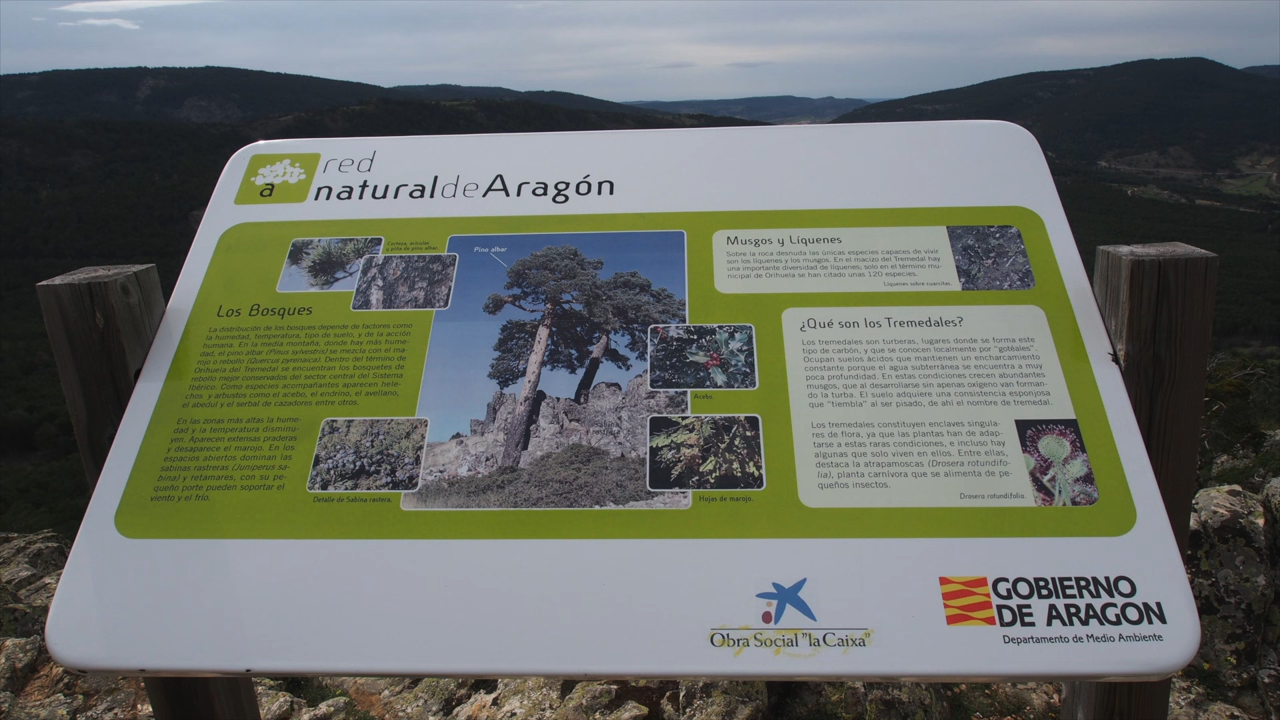 red
natural de Aragón
a
Corteza, acículas
y piña de pino albar.
Pino albar
Los Bosques
La distribución de los bosques depende de factores como
la humedad, temperatura, tipo de suelo, y de la acción
humana. En la media montaña, donde hay más hume-
dad, el pino albar (Pinus sylvestris) se mezcla con el ma-
rojo o rebollo (Quercus pyrenaica). Dentro del término de
Orihuela del Tremedal se encuentran los bosquetes de
rebollo mejor conservados del sector central del Sistema
Ibérico. Como especies acompañantes aparecen hele-
chos y arbustos como el acebo, el endrino, el avellano,
el abedul y el serbal de cazadores entre otros.
En las zonas más altas la hume-
dad y la temperatura disminu-
yen. Aparecen extensas praderas
y desaparece el marojo. En los
espacios abiertos dominan las
sabinas rastreras (Juniperus sa-
bina) y retamares, con su pe-
queño porte pueden soportar el
viento y el frío.
Detalle de Sabina rastrera.
Sabina
rastrera
Acebo.
Hojas de marojo.
Musgos y Líquenes
Sobre la roca desnuda las únicas especies capaces de vivir
son los líquenes y los musgos. En el macizo del Tremedal hay
una importante diversidad de líquenes; solo en el término mu-
nicipal de Orihuela se han citado unas 120 especies.
Líquenes sobre cuarcitas.
¿Qué son los Tremedales?
Los tremedales son turberas, lugares donde se forma este
tipo de carbón, y que se conocen localmente por "gotéales".
Ocupan suelos ácidos que mantienen un encharcamiento
constante porque el agua subterránea se encuentra a muy
poca profundidad. En estas condiciones crecen abundantes
musgos, que al desarrollarse sin apenas oxígeno van forman-
do la turba. El suelo adquiere una consistencia esponjosa
que "tiembla" al ser pisado, de ahí el nombre de tremedal.
Los tremedales constituyen enclaves singula-
res de flora, ya que las plantas han de adap-
tarse a estas raras condiciones, e incluso hay
algunas que solo viven en ellos. Entre ellas,
destaca la atrapamoscas (Drosera rotundifo-
lia), planta carnívora que se alimenta de pe-
queños insectos.
Drosera rotundifolia.
Obra Social "la Caixa"
GOBIERNO
DE ARAGON
Departamento de Medio Ambiente